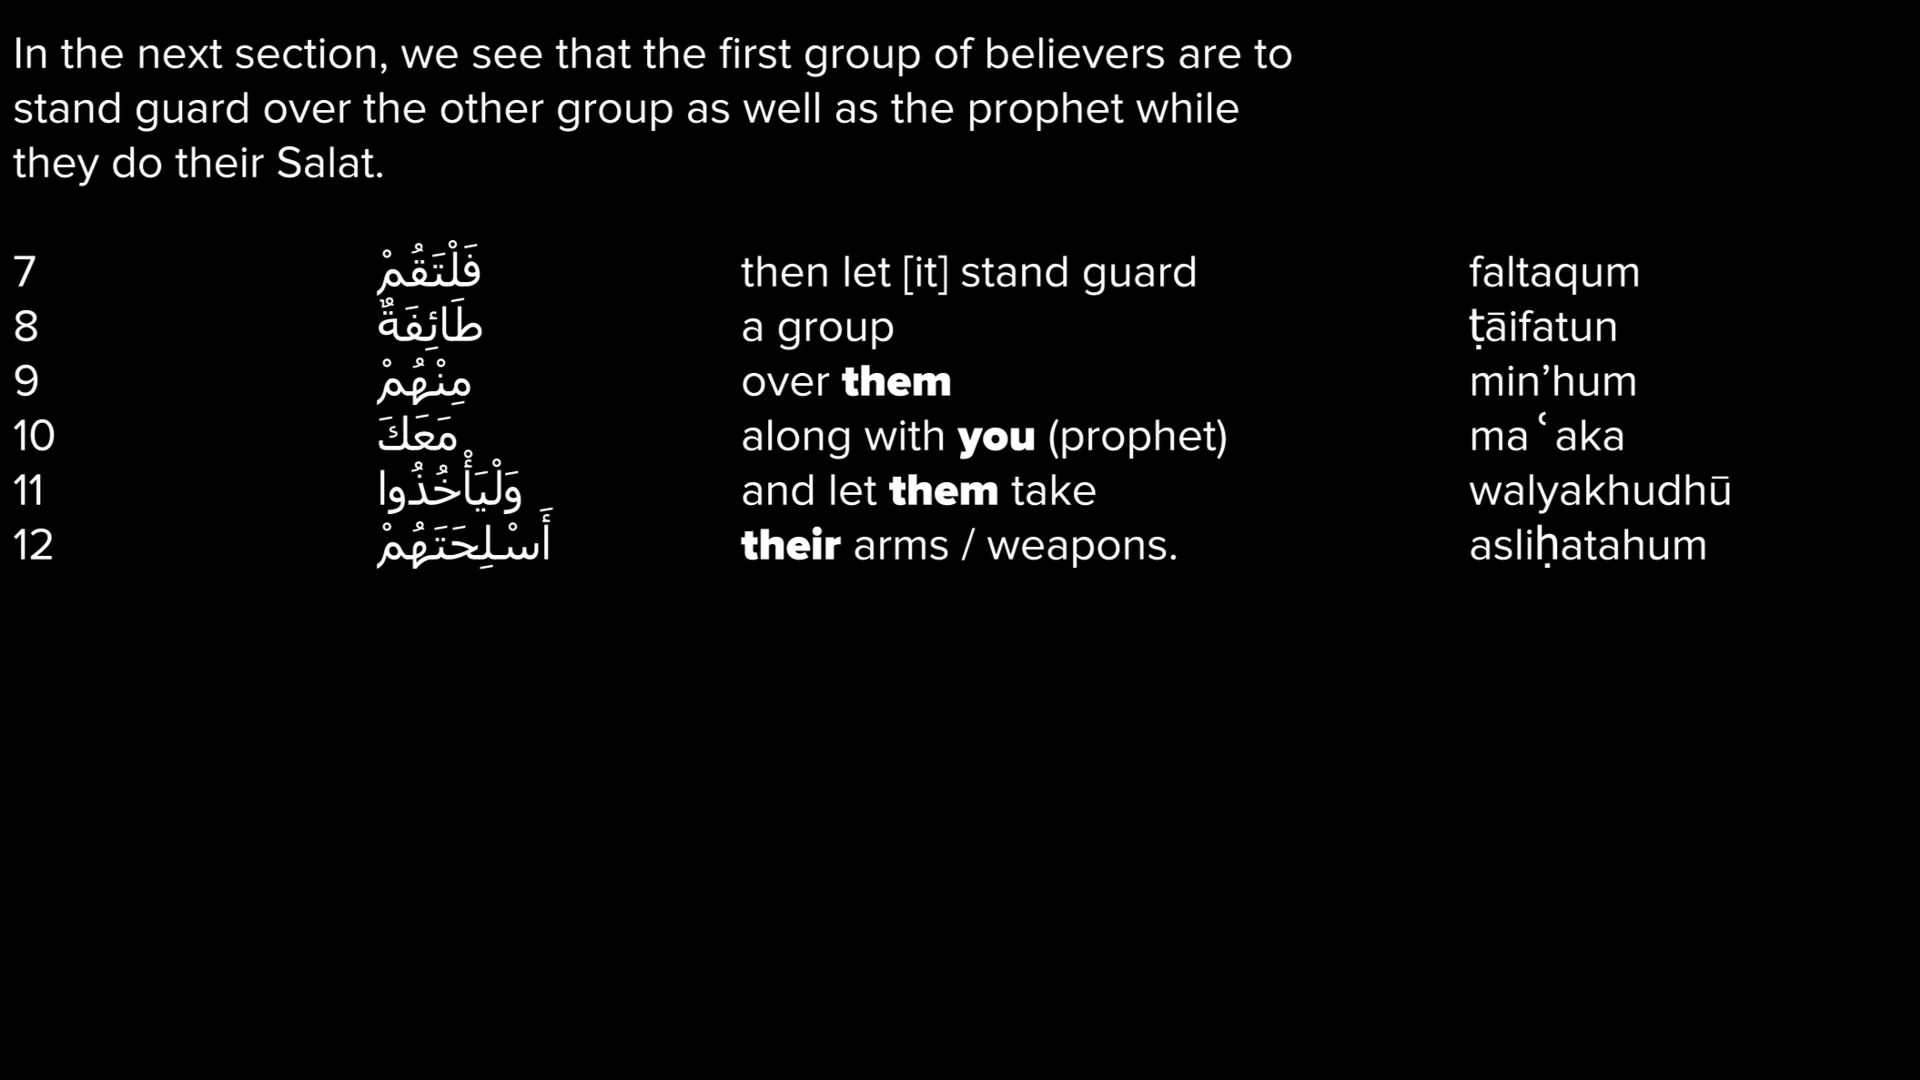 In the next section, we see that the first group of believers are to
stand guard over the other group as well as the prophet while
they do their Salat.
7 فَلْتَقُمْ then let [it] stand guard faltaqum
8 طَائِفَةٌ a group ṭāifatun
9 مِنْهُمْ over them min’hum
10 مَعَكَ along with you (prophet) maʿaka
11 وَلْيَأْخُذُوا and let them take walyakhudhū
12 أَسْلِحَتَهُمْ their arms / weapons. asliḥatahum